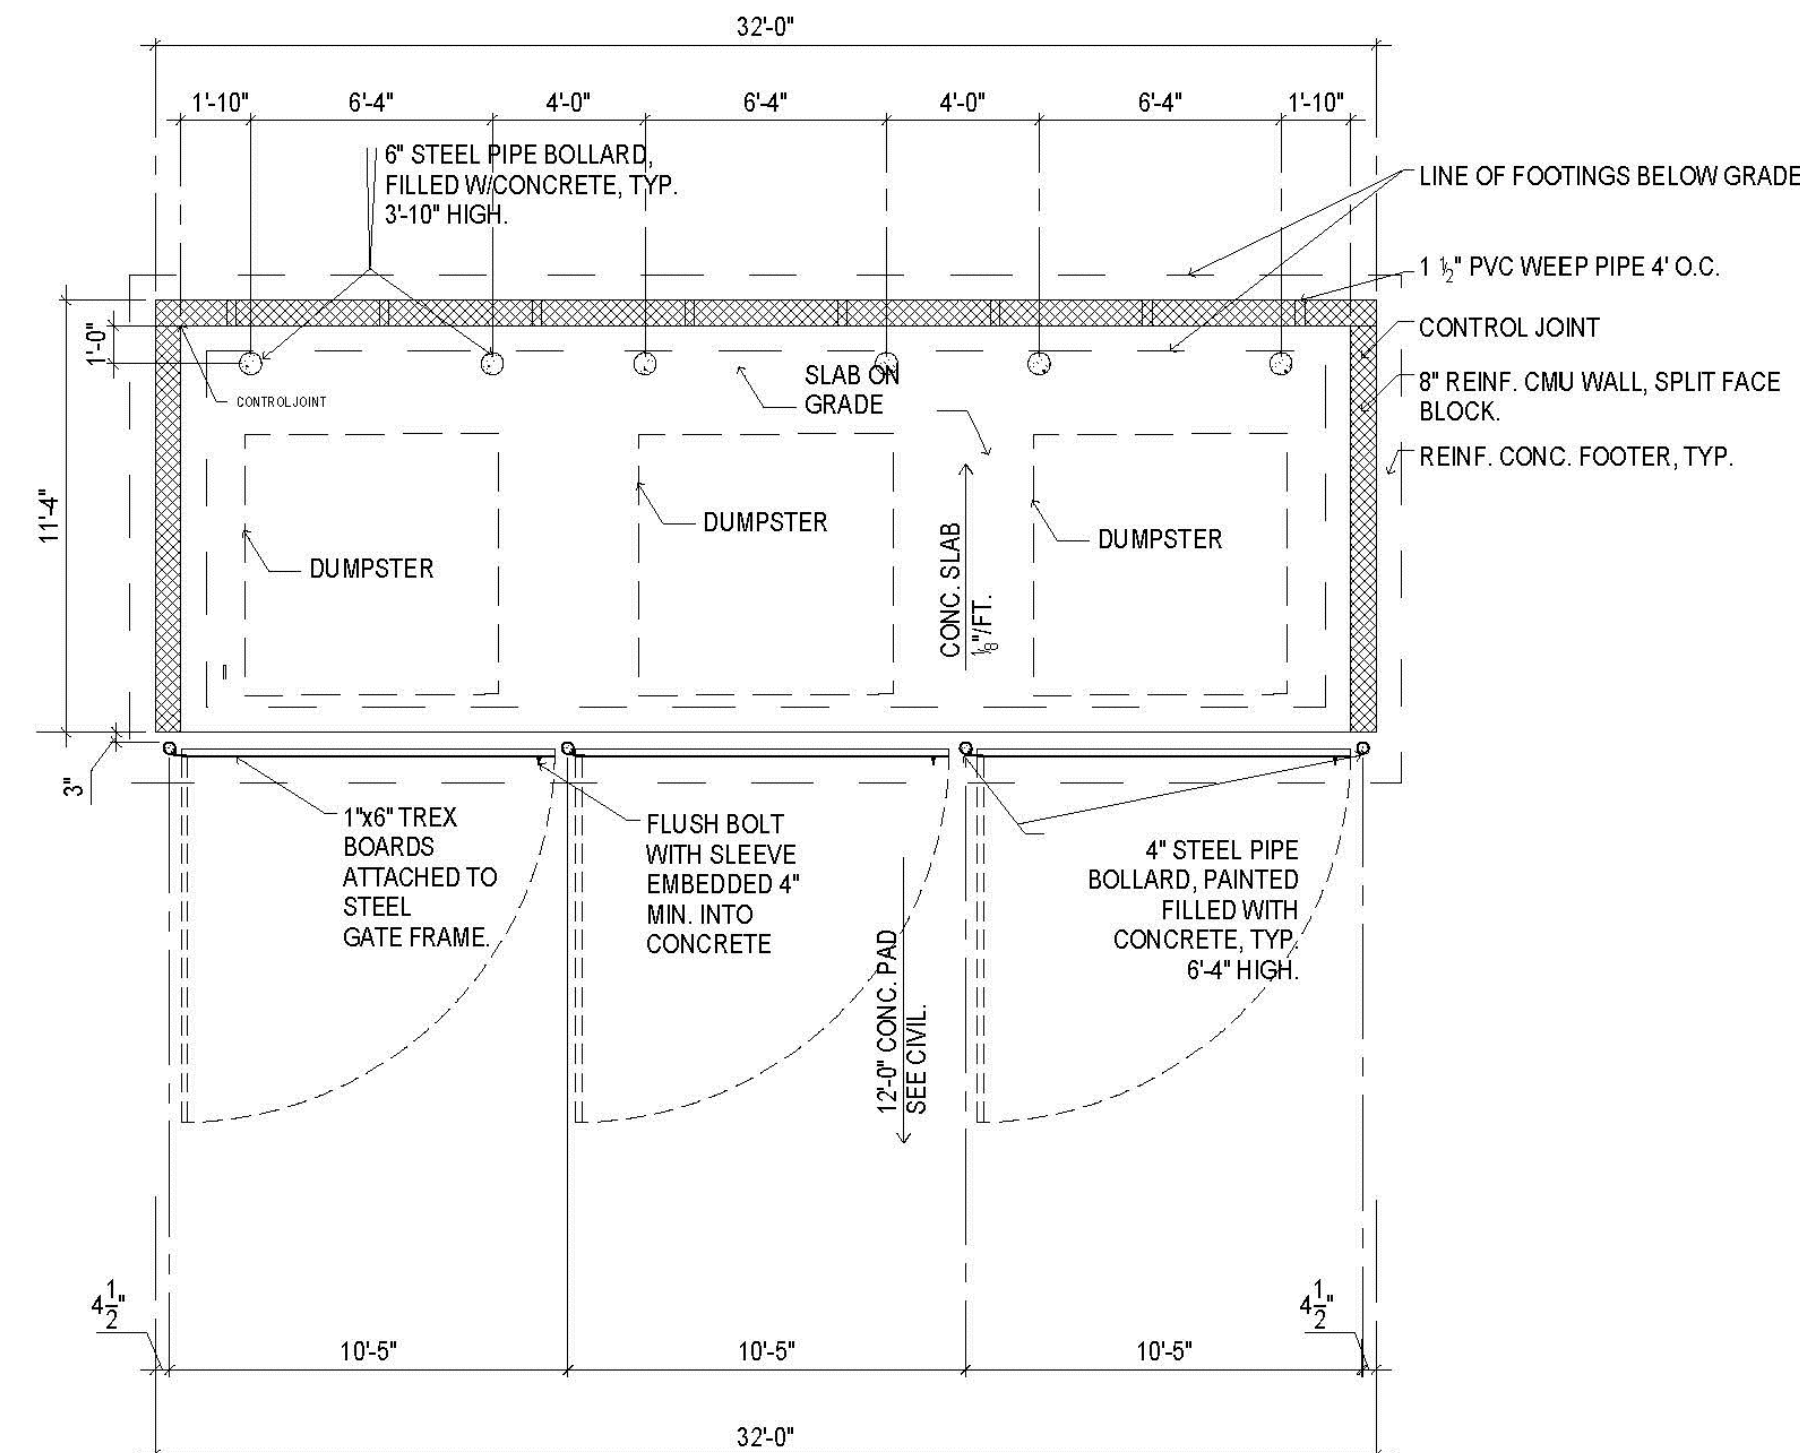 32'-0"
1'-10" 6'-4" 4'-0" 6'-4" 4'-0" 6'-4" 1'-10"
6" STEEL PIPE BOLLARD,
FILLED W/CONCRETE, TYP.
3'-10" HIGH.
LINE OF FOOTINGS BELOW GRADE
1 ½" PVC WEEP PIPE 4' O.C.
CONTROL JOINT
8" REINF. CMU WALL, SPLIT FACE
BLOCK.
REINF. CONC. FOOTER, TYP.
1'-0"
CONTROL JOINT
SLAB ON
GRADE
11'-4"
DUMPSTER
DUMPSTER
DUMPSTER
CONC. SLAB
⅛"/FT.
3"
1"x6" TREX
BOARDS
ATTACHED TO
STEEL
GATE FRAME.
FLUSH BOLT
WITH SLEEVE
EMBEDDED 4"
MIN. INTO
CONCRETE
12'-0" CONC. PAD
SEE CIVIL.
4" STEEL PIPE
BOLLARD, PAINTED
FILLED WITH
CONCRETE, TYP.
6'-4" HIGH.
4½"
4½"
10'-5" 10'-5" 10'-5"
32'-0"